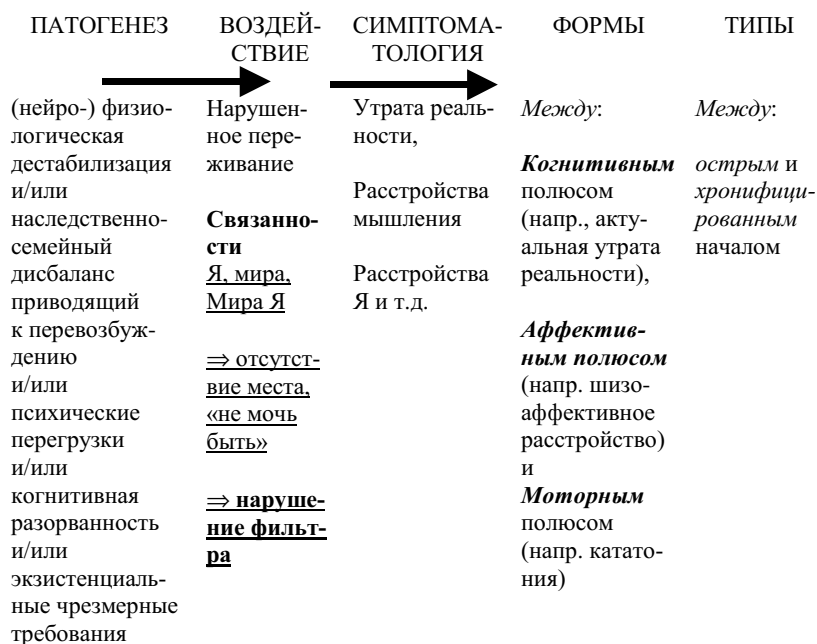 ПАТОГЕНЕЗ
(нейро-) физио-
логическая
дестабилизация
и/или
наследственно-
семейный
дисбаланс
приводящий
к перевозбуж-
дению
и/или
психические
перегрузки
и/или
когнитивная
разорванность
и/или
экзистенциаль-
ные чрезмерные
требования
ВОЗДЕЙ-
СТВИЕ
Нарушен-
ное пере-
живание
Связанно-
сти
Я, мира,
Мира Я
⇒ отсутст-
вие места,
«не мочь
быть»
⇒ наруше-
ние фильт-
ра
СИМПТОМА-
ТОЛОГИЯ
Утрата реаль-
ности,
Расстройства
мышления
Расстройства
Я и т.д.
ФОРМЫ
Между:
Когнитивным
полюсом
(напр., акту-
альная утрата
реальности),
Аффектив-
ным полюсом
(напр. шизо-
аффективное
расстройство)
и
Моторным
полюсом
(напр. кататo-
ния)
ТИПЫ
Между:
острым и
хронифици-
рованным
началом